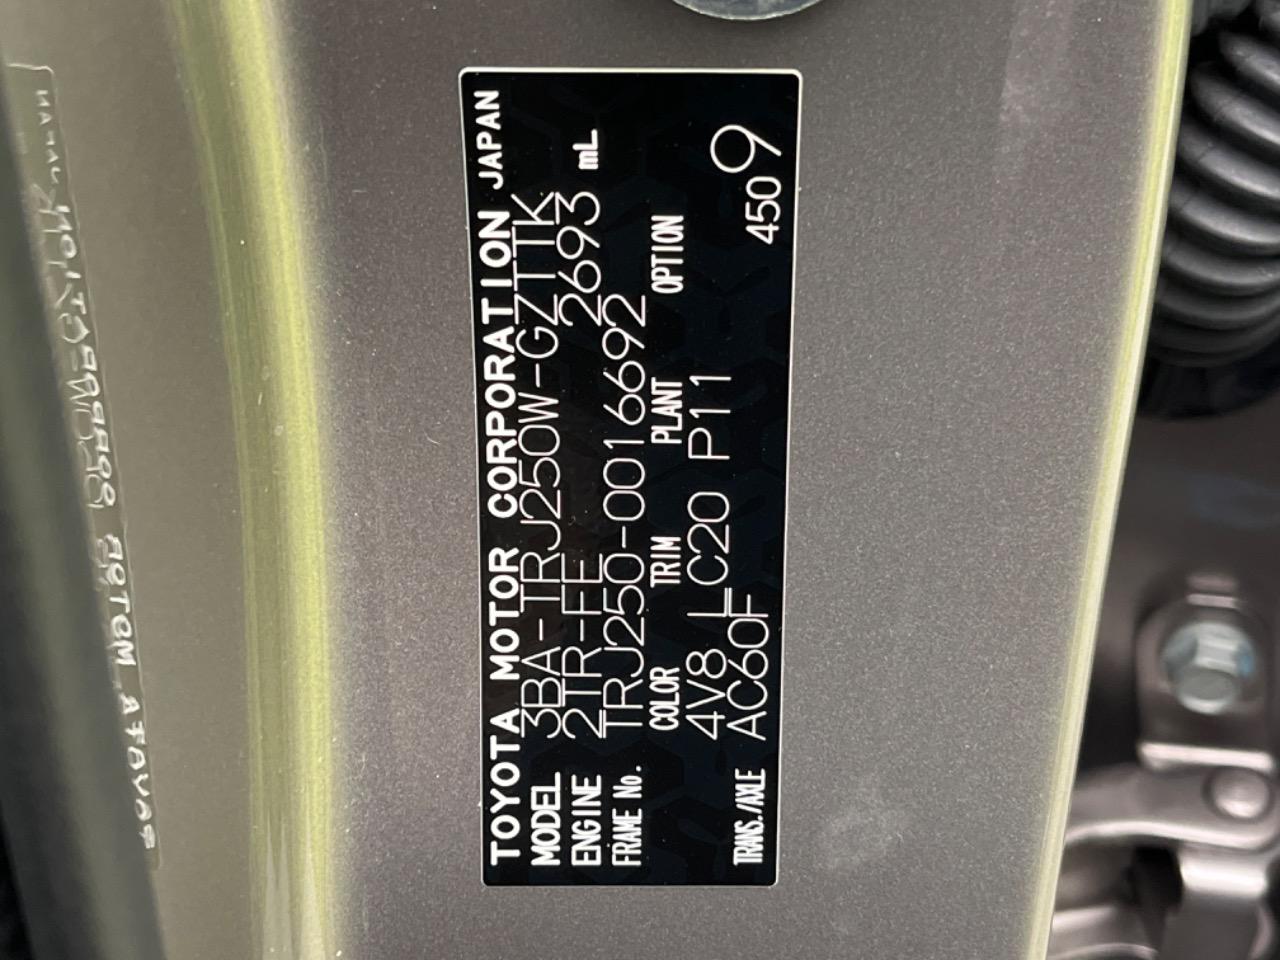 TOYOTA MOTOR CORPORATION JAPAN
MODEL 3BA-TRJ250W-GZTTK
ENGINE 2TR-FE 2693 mL
FRAME No. TRJ250-0016692
COLOR TRIM PLANT OPTION
4V8 LC20 P11
TRANS./AXLE AC60F 4509